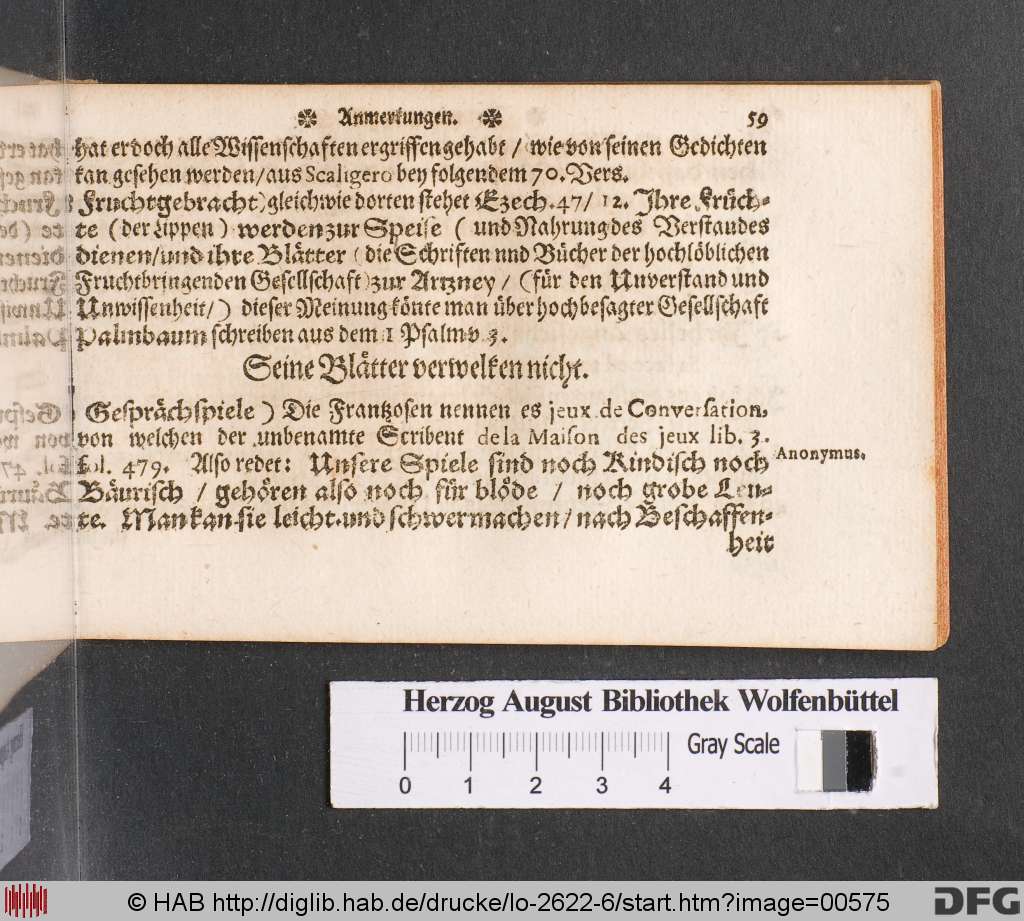 Anmerkungen. 59
hat er doch alle Wissenschaften ergriffen gehabt / wie von seinen Gedichten
kan gesehen werden / aus Scaligero bey folgendem 70. Vers.
Fruchtgebracht) gleichwie dorten stehet Ezech. 47 / 12. Ihre Früch-
te (der Lippen) werden zur Speise (und Nahrung des Verstandes
dienen / und ihre Blätter (die Schriften nnd Bücher der hochlöblichen
Fruchtbringenden Gesellschaft) zur Artzney / (für den Unverstand und
Unwissenheit /) dieser Meinung könte man über hochbesagter Gesellschaft
Palmbaum schreiben aus dem 1 Psalm v. 3.
Seine Blätter verwelken nicht.
Gesprächspiele) Die Frantzosen nennen es jeux de Conversation,
von welchen der unbenamte Scribent de la Maison des jeux lib. 3.
Anonymus.
fol. 479. Also redet: Unsere Spiele sind noch Kindisch noch
Bäurisch / gehören also noch für blöde / noch grobe Leu-
te. Man kan sie leicht und schwer machen / nach Beschaffen-
heit
Herzog August Bibliothek Wolfenbüttel
Gray Scale
0 1 2 3 4
© HAB http://diglib.hab.de/drucke/lo-2622-6/start.htm?image=00575
DFG